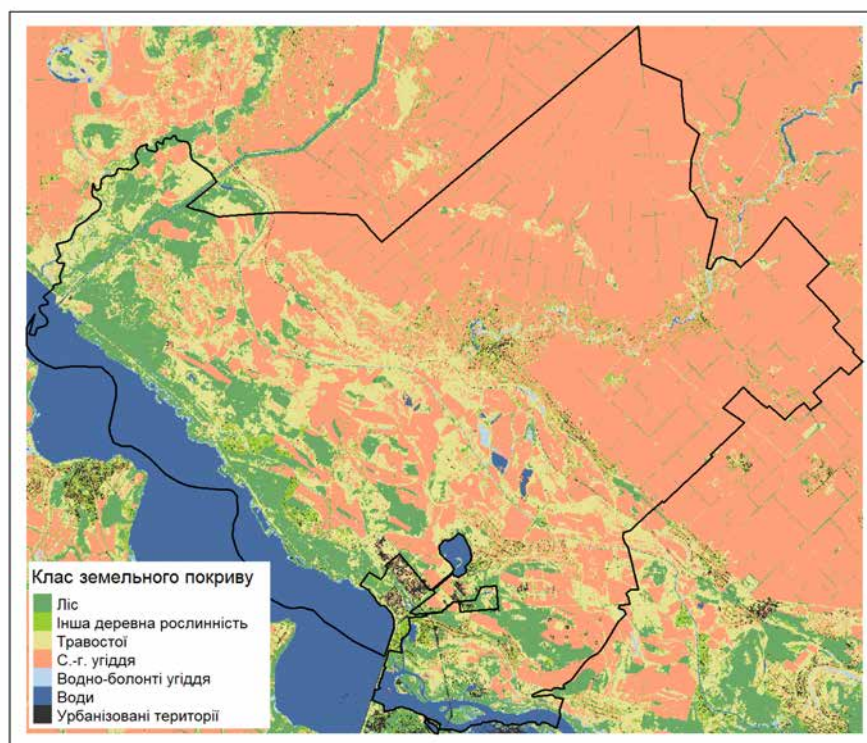 Клас земельного покриву
Ліс
Інша деревна рослинність
Травостої
С.-г. угіддя
Водно-болонті угіддя
Води
Урбанізовані території